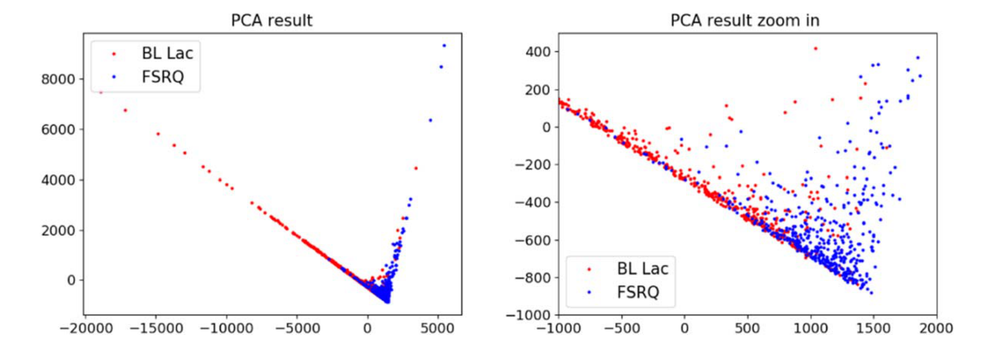 PCA result
BL Lac
FSRQ
8000
6000
4000
2000
0
−20000 −15000 −10000 −5000 0 5000
PCA result zoom in
400
200
0
−200
−400
−600
−800
−1000
BL Lac
FSRQ
−1000 −500 0 500 1000 1500 2000